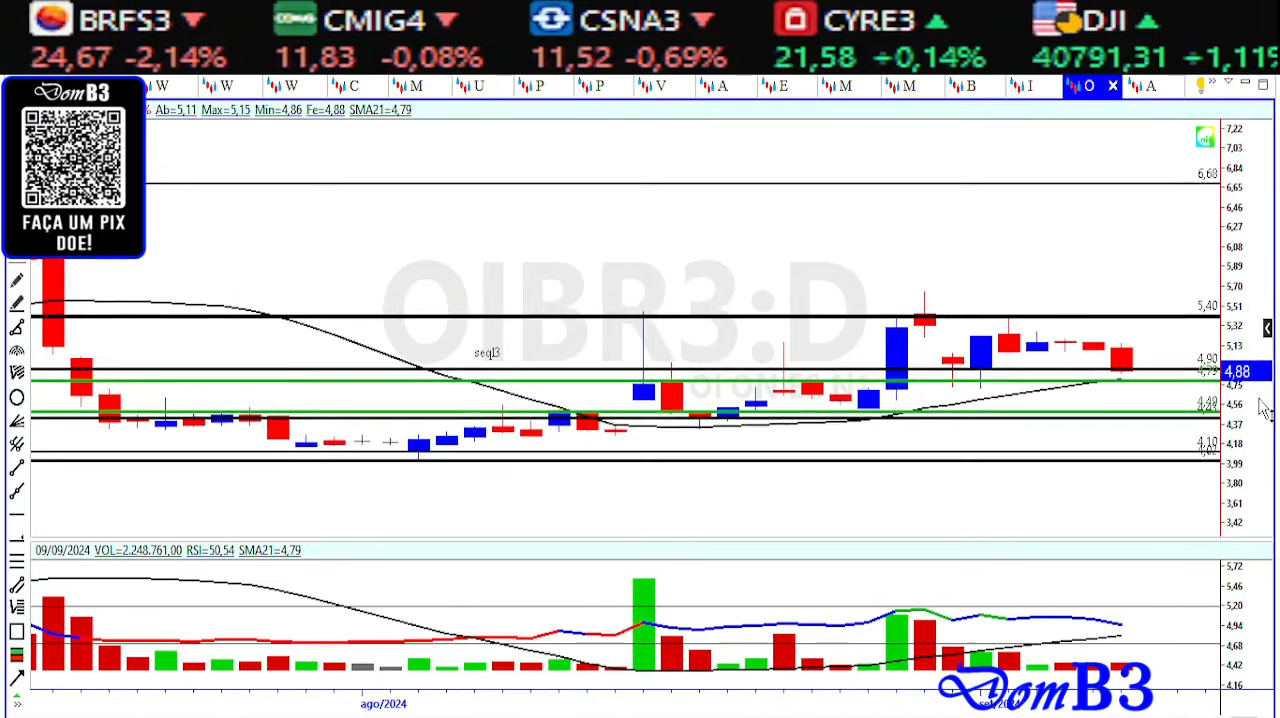 BRFS3 CMIG4 CSNA3 CYRE3 DJI
24,67 -2,14% 11,83 -0,08% 11,52 -0,69% 21,58 +0,14% 40791,31 +1,11%
W W W C M U P P V A E M M B I O X A
DomB3
FAÇA UM PIX
DOE!
% Ab=5,11 Max=5,15 Min=4,86 Fe=4,88 SMA21=4,79
oi
7,22
7,03
6,84
6,68
6,65
6,46
6,27
6,08
5,89
5,70
OIBR3:D
5,40
5,51
5,32
5,13
seq13
4,90
4,88
4,75
4,56
4,37
4,10
4,18
3,99
3,80
3,61
3,42
09/09/2024 VOL=2.248.761,00 RSI=50,54 SMA21=4,79
5,72
5,46
5,20
4,94
4,68
4,42
4,16
DomB3
ago/2024